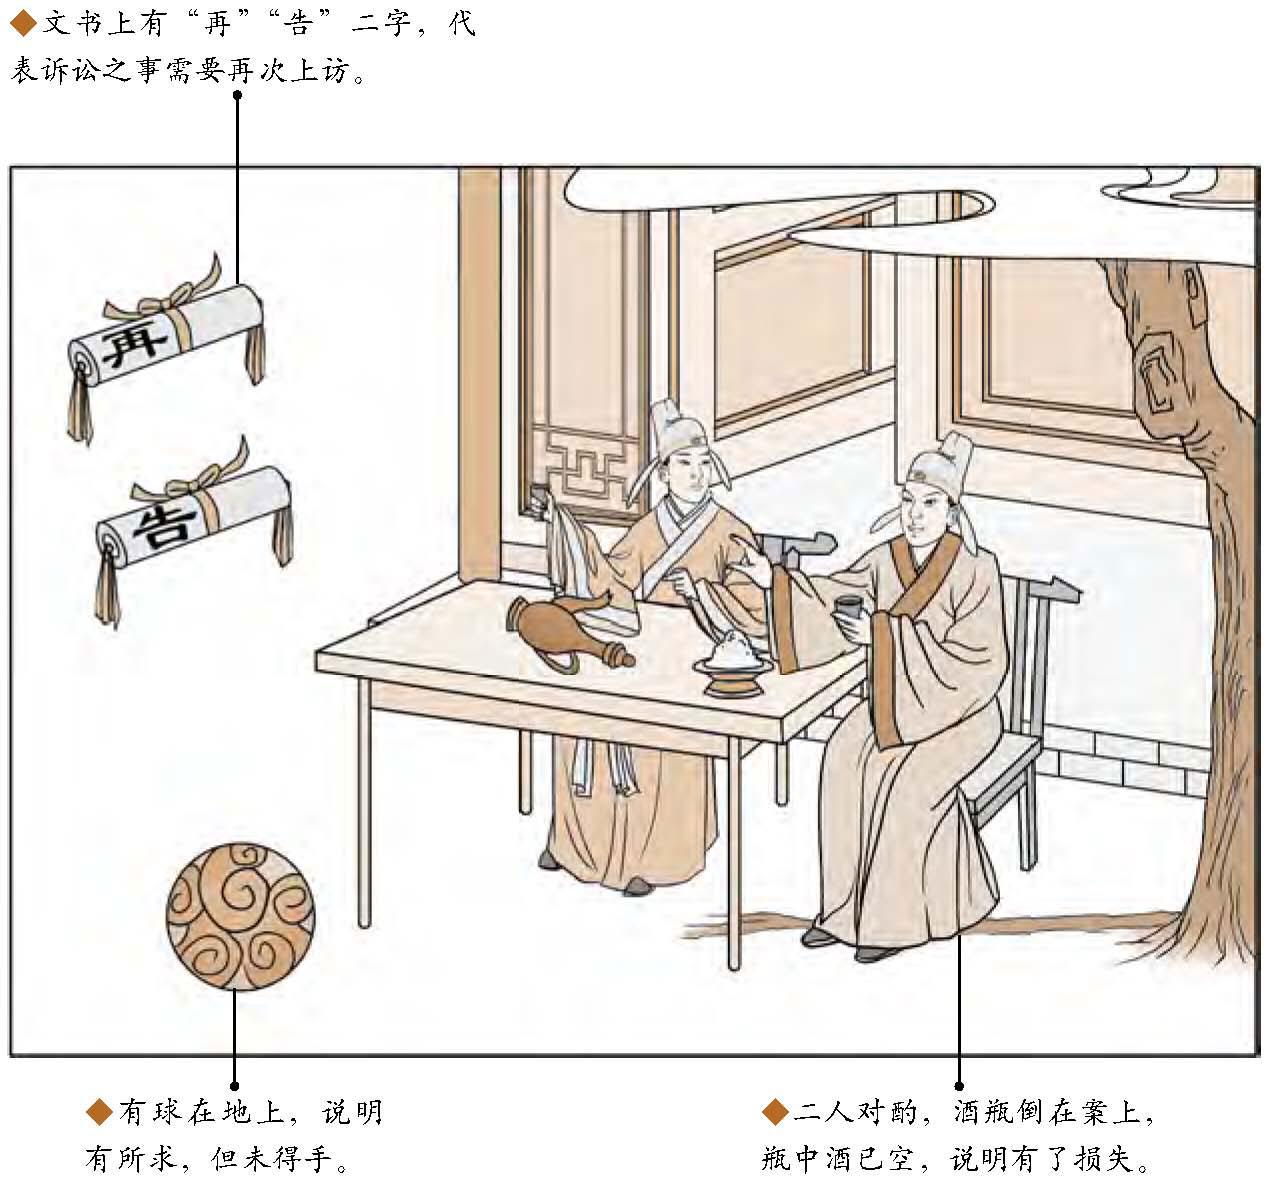 ◆文书上有“再”“告”二字，代
表诉讼之事需要再次上访。
再
告
◆有球在地上，说明
有所求，但未得手。
◆二人对酌，酒瓶倒在案上，
瓶中酒已空，说明有了损失。